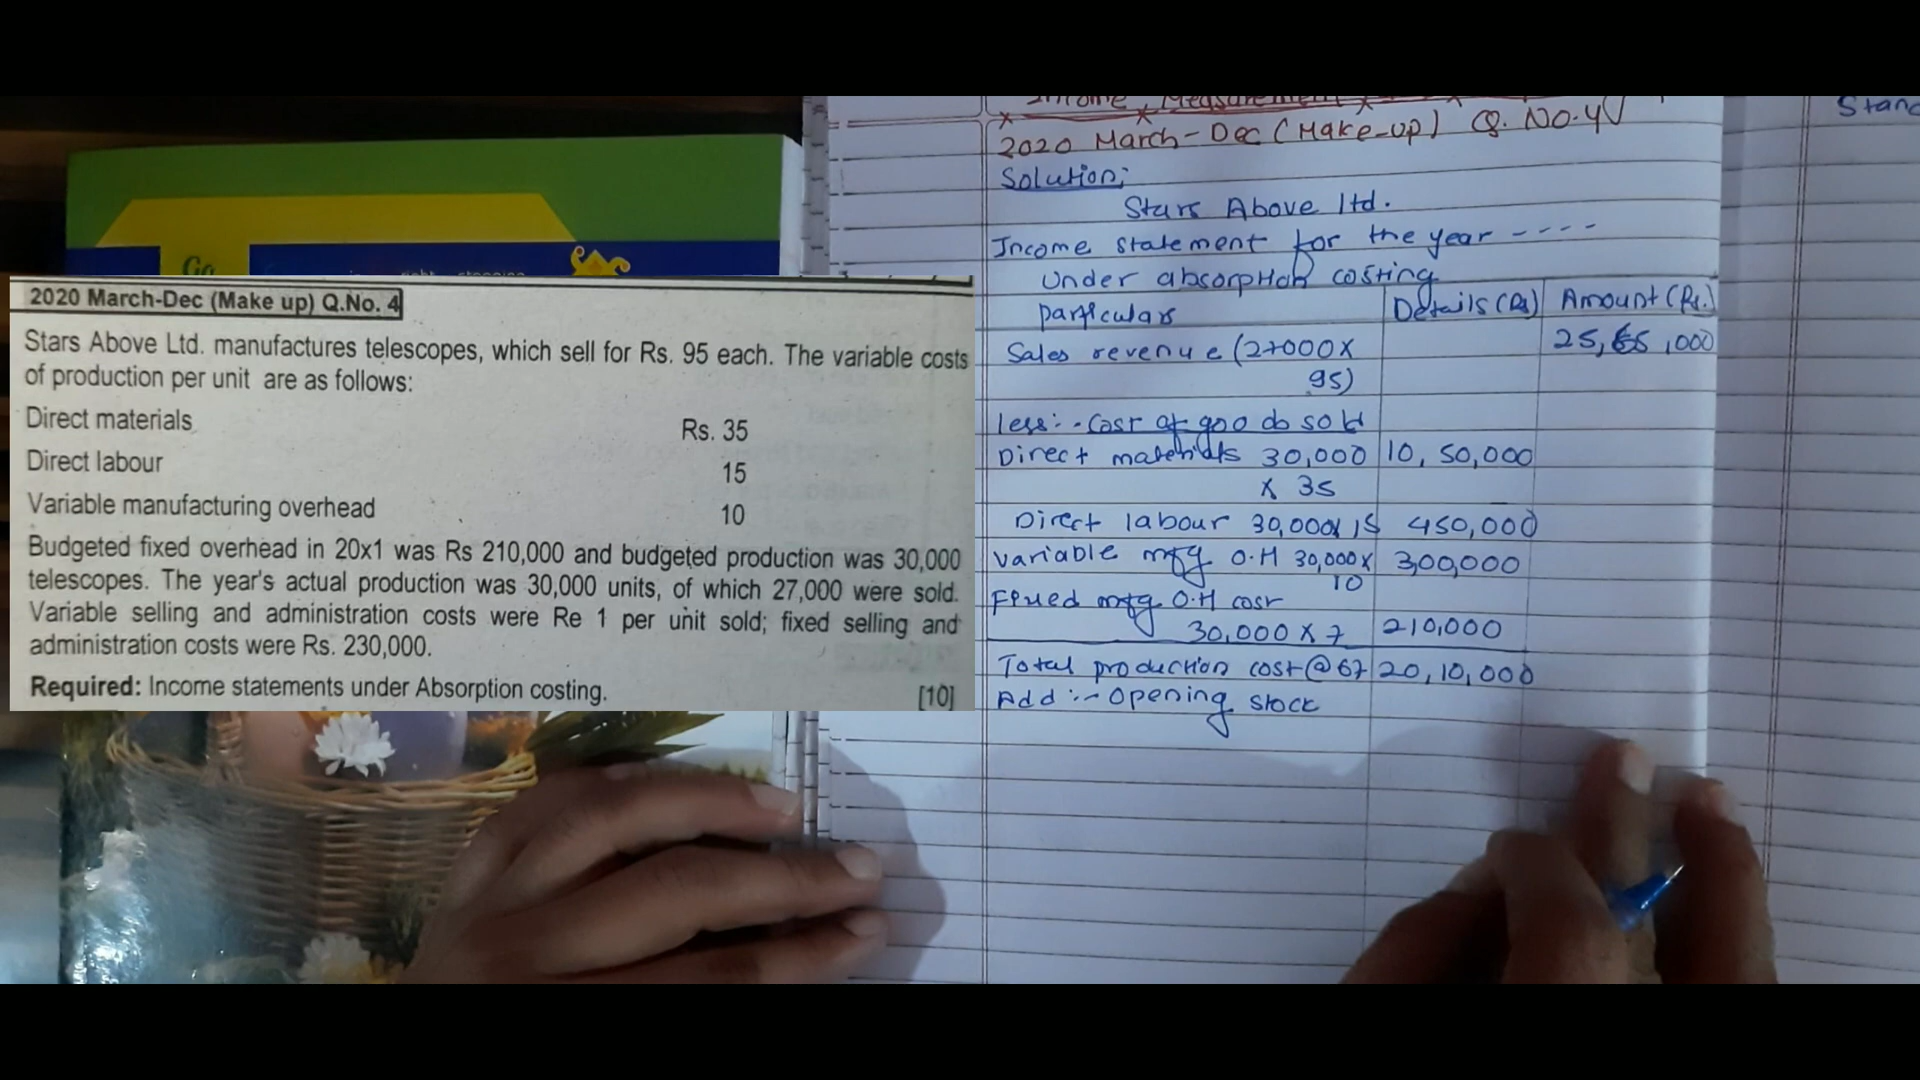 Go
2020 March-Dec (Make up) Q.No. 4
Stars Above Ltd. manufactures telescopes, which sell for Rs. 95 each. The variable costs
of production per unit are as follows:
Direct materials Rs. 35
Direct labour 15
Variable manufacturing overhead 10
Budgeted fixed overhead in 20x1 was Rs 210,000 and budgeted production was 30,000
telescopes. The year's actual production was 30,000 units, of which 27,000 were sold.
Variable selling and administration costs were Re 1 per unit sold; fixed selling and
administration costs were Rs. 230,000.
Required: Income statements under Absorption costing. [10]
Income Measurement
2020 March-Dec (Make-up) Q. No. 4
Solution;
Stars Above ltd.
Income statement for the year ----
Under absorption costing
particulars Details (Rs) Amount (Rs.)
Sales revenue (27000 x 25,65,000
95)
less:- Cost of goods sold
Direct materials 30,000 10,50,000
x 35
Direct labour 30,000x15 450,000
variable mfg O.H 30,000x 3,00,000
10
Fixed mfg O.H cost
30,000 x 7 210,000
Total production cost @ 67 20,10,000
Add :- Opening stock
Stand